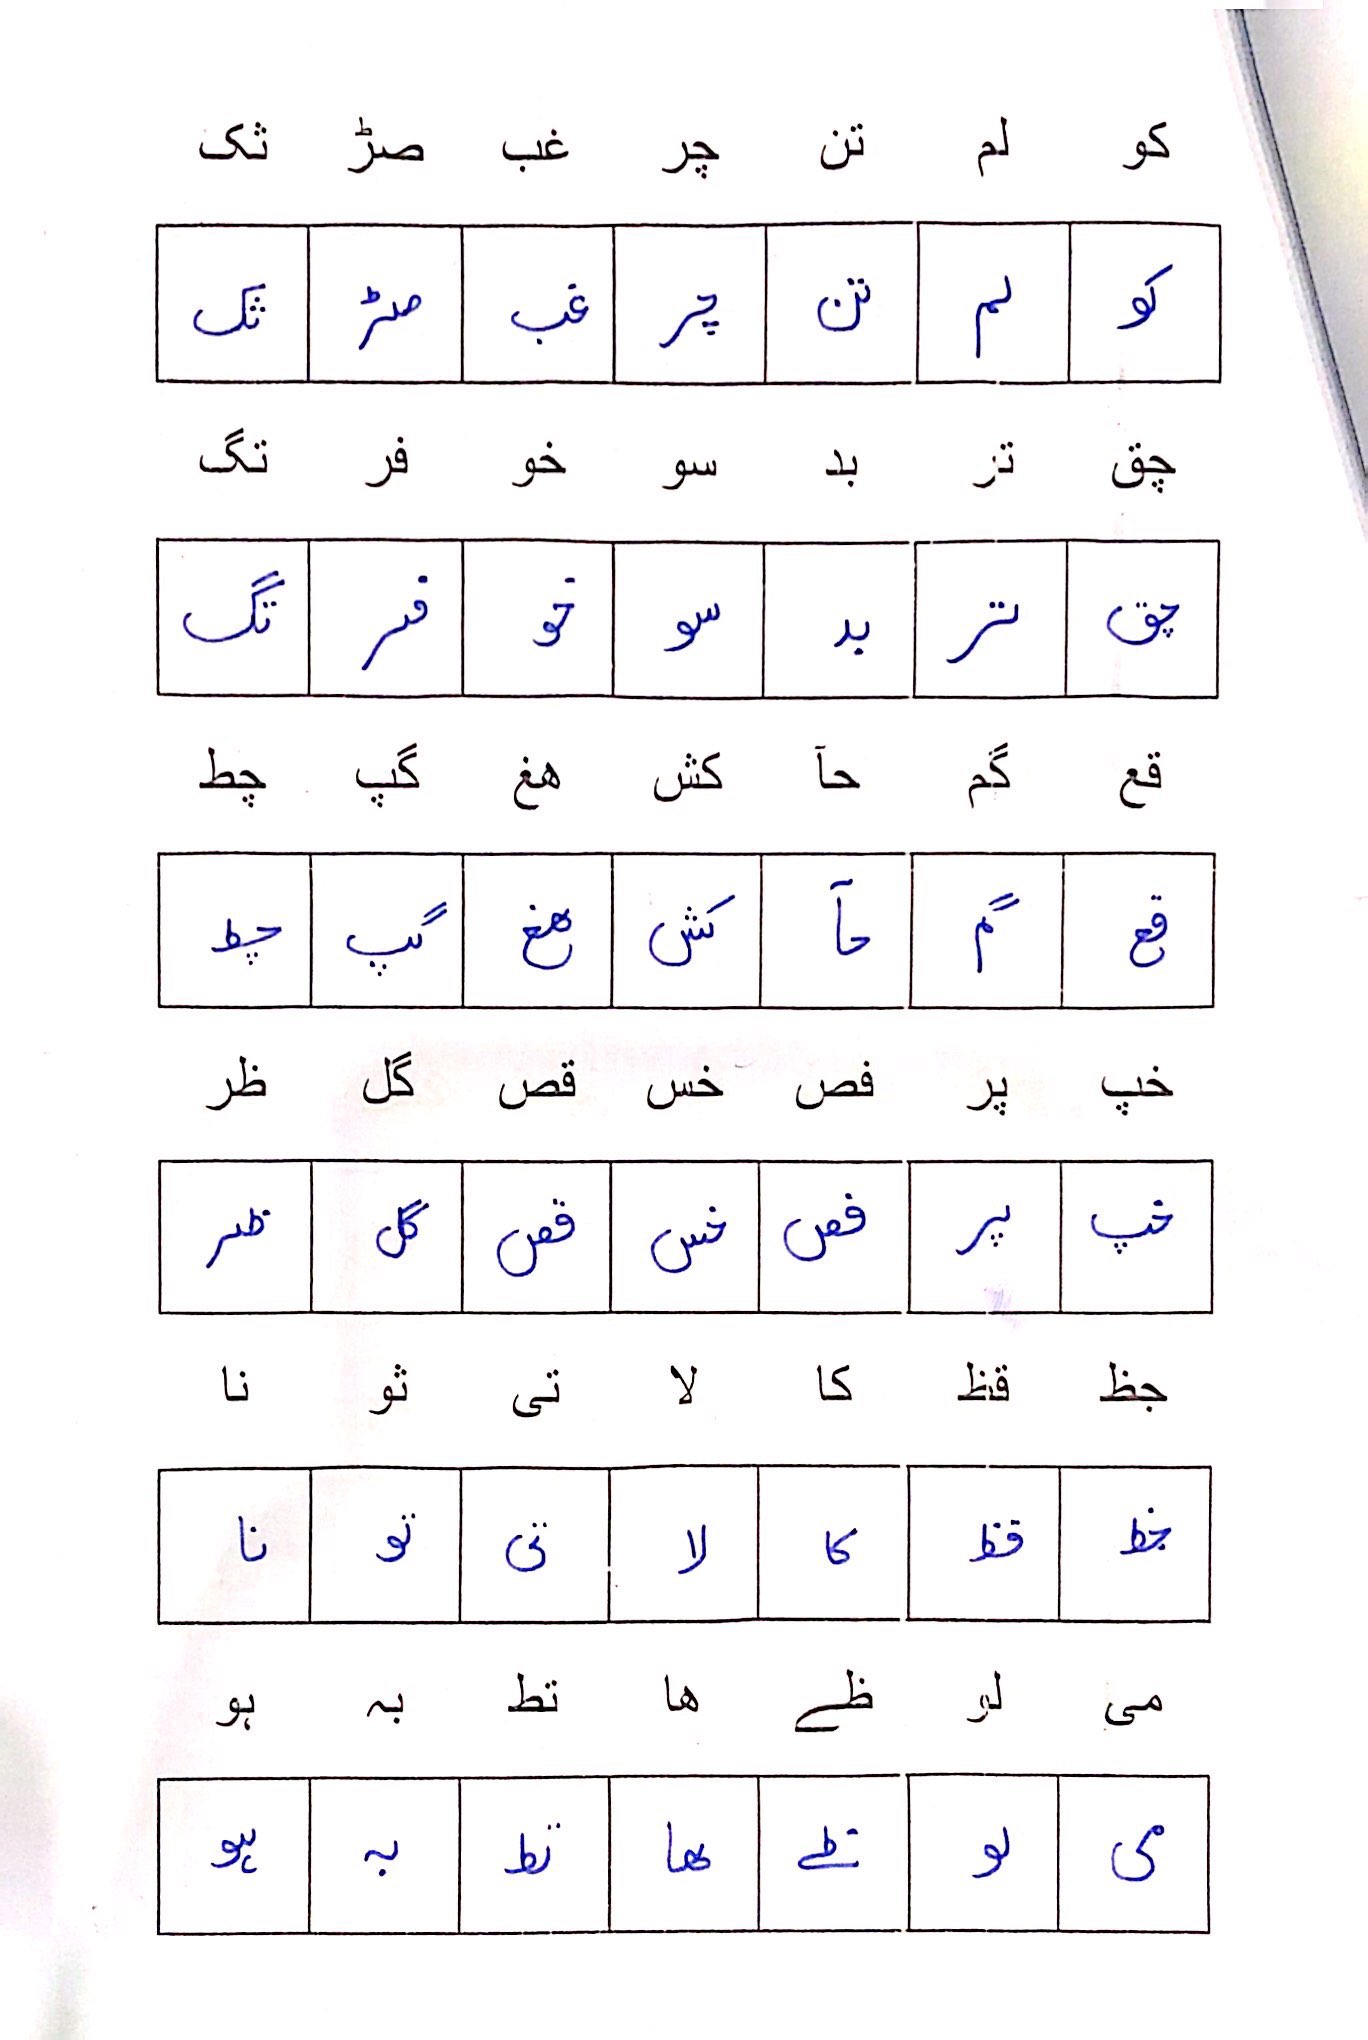 کو لم تن چر غب صڑ ثک
کو لم تن چر غب صڑ ثک
چق تز بد سو خو فر تگ
چق تر بد سو خو فر تگ
قع گم حآ کش ھغ گپ چط
قع گم حآ کش ھغ گپ چط
خپ پر فص خس قص گل ظر
خپ پر فص خس قص گل ظر
جظ قظ کا لا تی ثو نا
جظ قظ کا لا تی تو نا
می لو ظے ھا تط بہ ہو
می لو ظے ھا تط بہ ہو